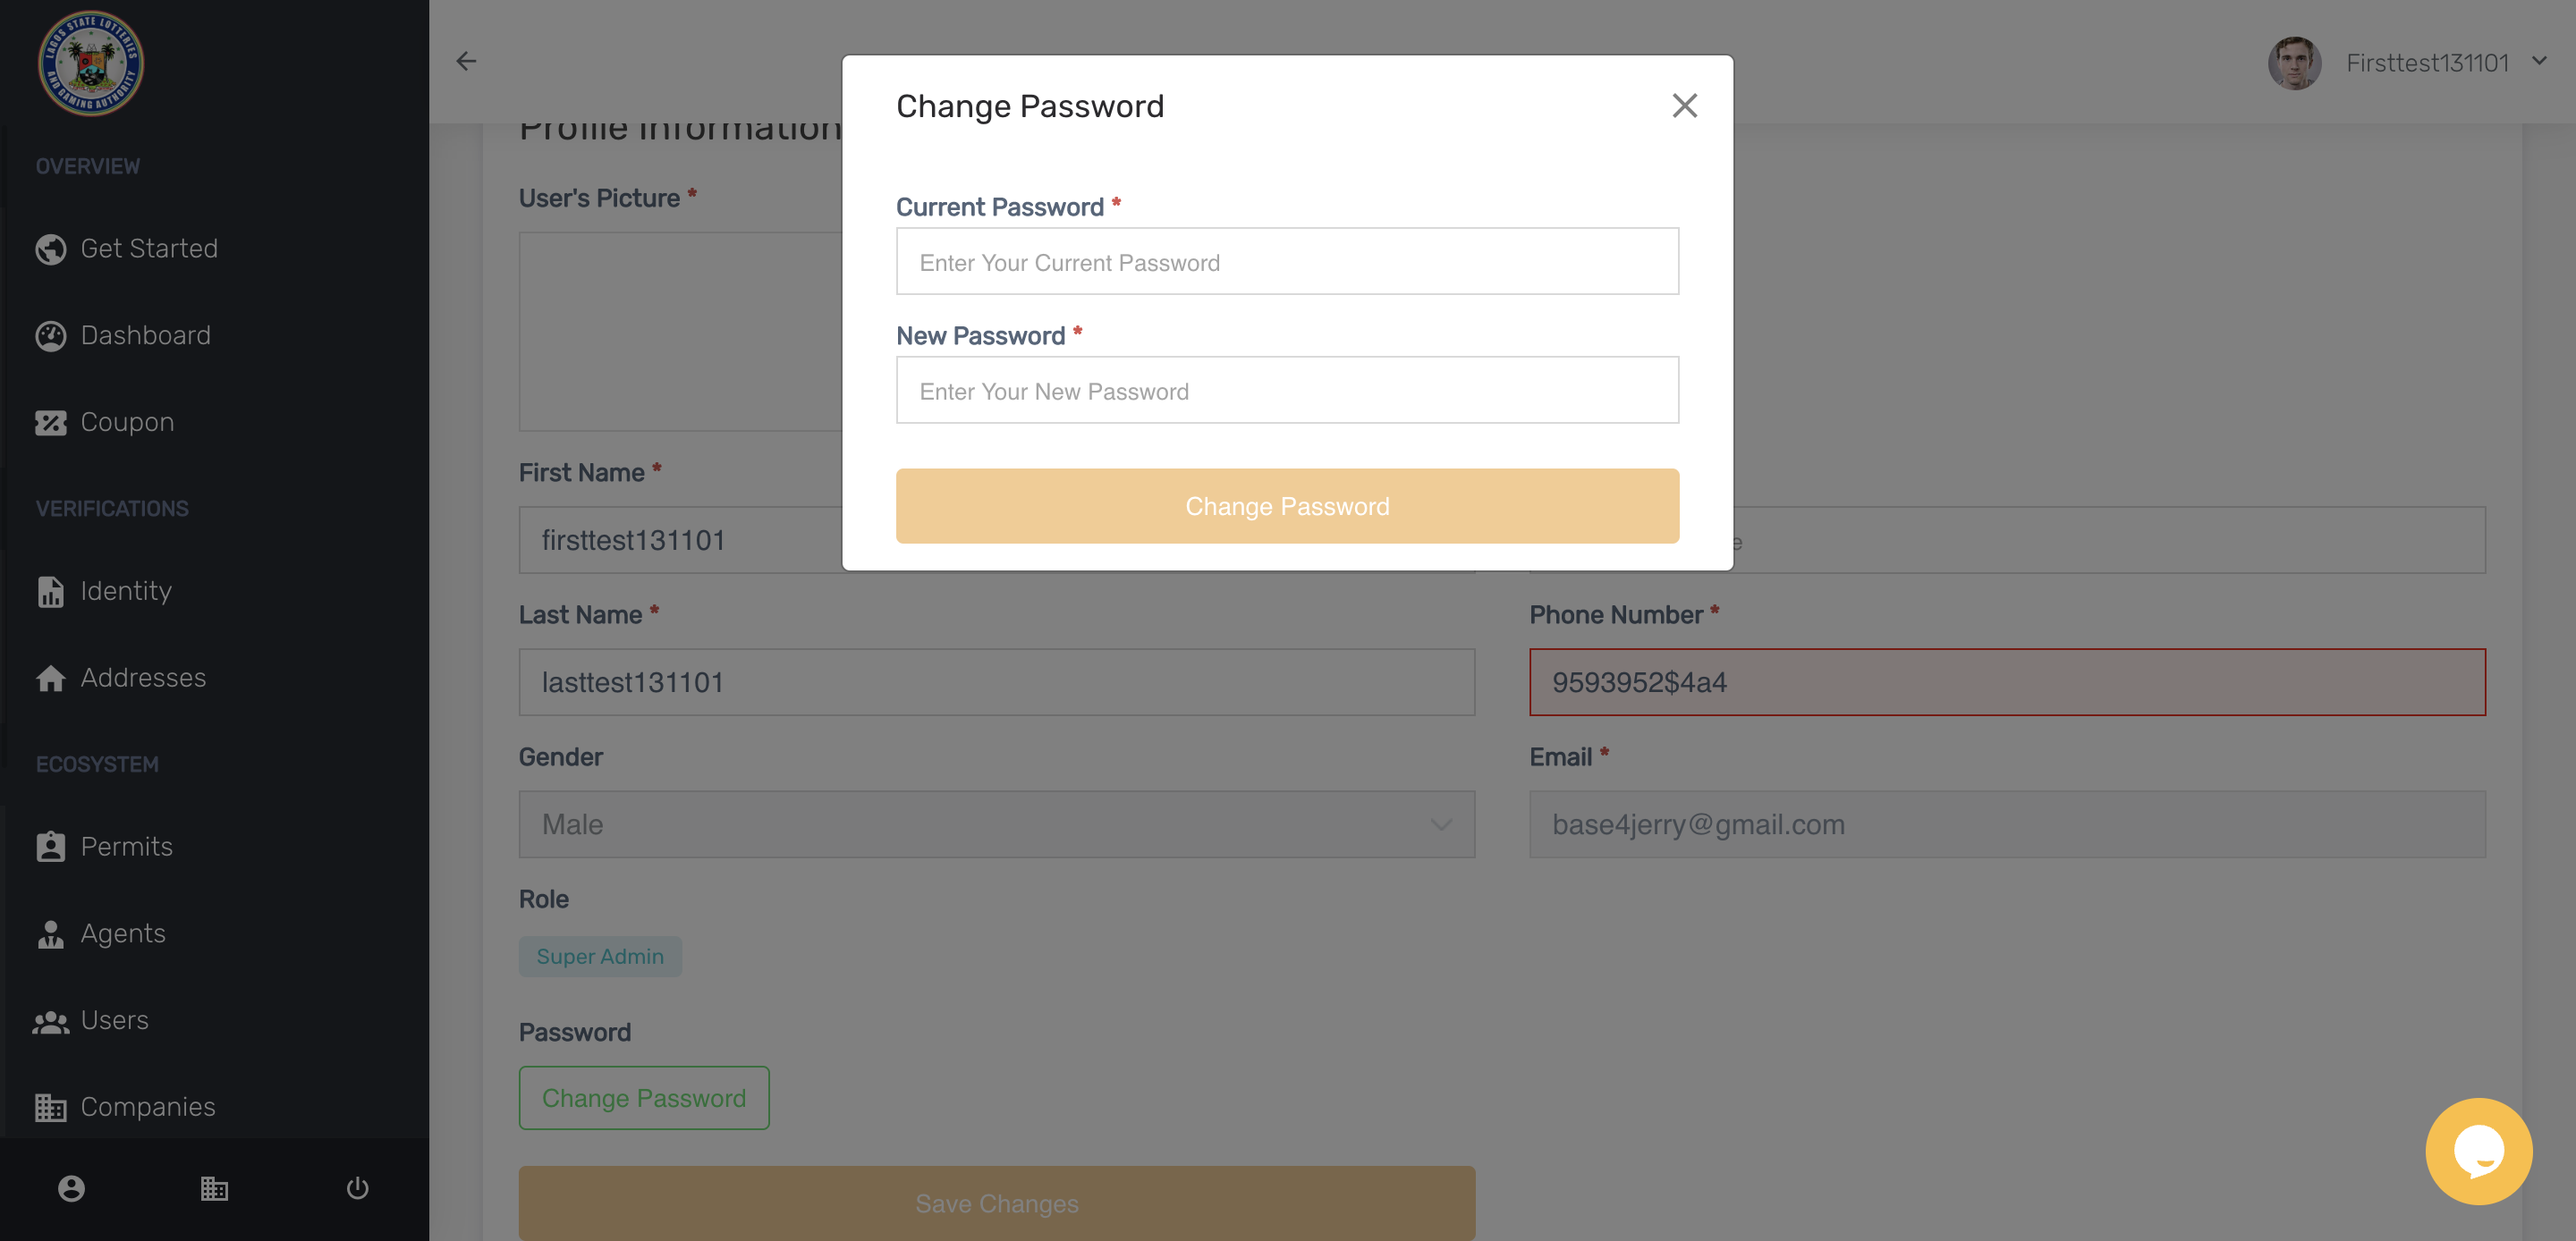 LAGOS STATE LOTTERIES
AND GAMING AUTHORITY
OVERVIEW
Get Started
Dashboard
Coupon
VERIFICATIONS
Identity
Addresses
ECOSYSTEM
Permits
Agents
Users
Companies
Firsttest131101
Profile Information
User's Picture *
First Name *
firsttest131101
e
Last Name *
lasttest131101
Phone Number *
9593952$4a4
Gender
Male
Email *
base4jerry@gmail.com
Role
Super Admin
Password
Change Password
Save Changes
Change Password
Current Password *
Enter Your Current Password
New Password *
Enter Your New Password
Change Password